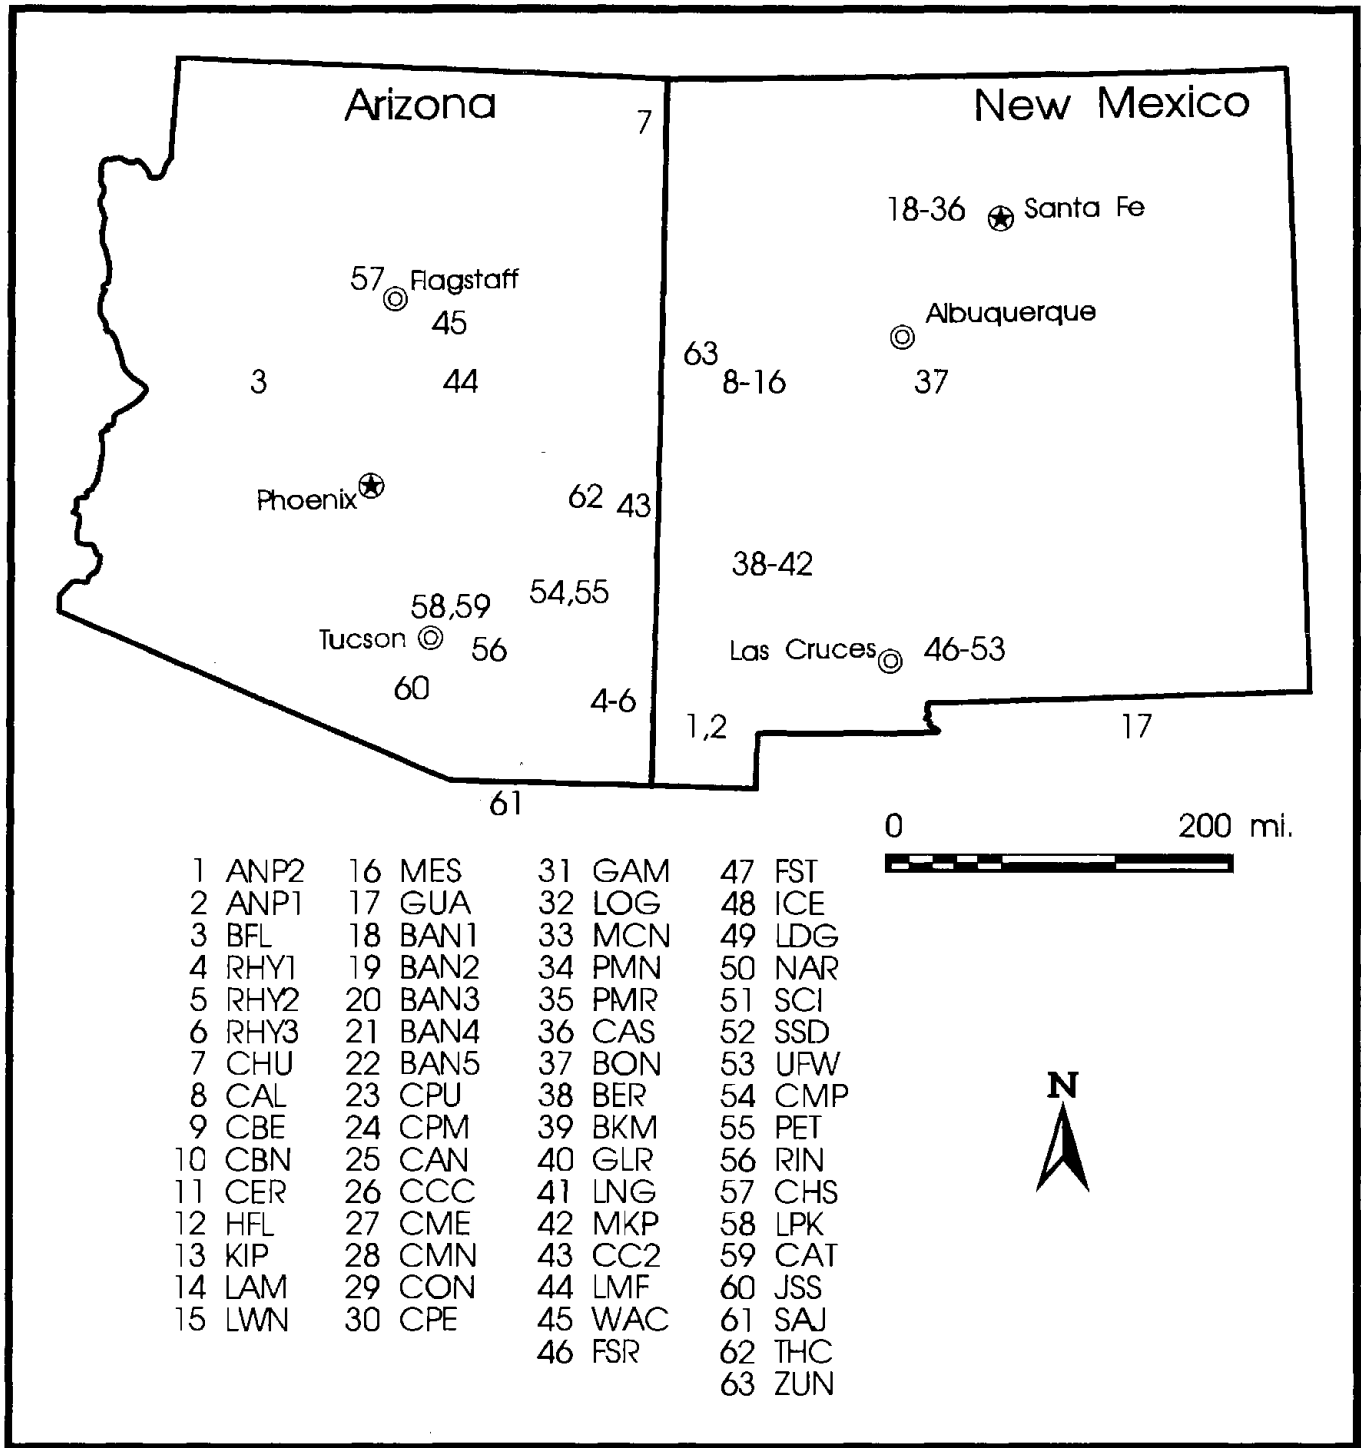 Arizona
New Mexico
7
18-36 Santa Fe
57 Flagstaff
45
Albuquerque
63
3
44
8-16
37
Phoenix
62
43
38-42
54,55
58,59
Tucson
56
Las Cruces
46-53
60
4-6
1,2
17
61
0 200 mi.
1 ANP2 16 MES 31 GAM 47 FST
2 ANP1 17 GUA 32 LOG 48 ICE
3 BFL 18 BAN1 33 MCN 49 LDG
4 RHY1 19 BAN2 34 PMN 50 NAR
5 RHY2 20 BAN3 35 PMR 51 SCI
6 RHY3 21 BAN4 36 CAS 52 SSD
7 CHU 22 BAN5 37 BON 53 UFW
8 CAL 23 CPU 38 BER 54 CMP
9 CBE 24 CPM 39 BKM 55 PET
10 CBN 25 CAN 40 GLR 56 RIN
11 CER 26 CCC 41 LNG 57 CHS
12 HFL 27 CME 42 MKP 58 LPK
13 KIP 28 CMN 43 CC2 59 CAT
14 LAM 29 CON 44 LMF 60 JSS
15 LWN 30 CPE 45 WAC 61 SAJ
46 FSR 62 THC
63 ZUN
N